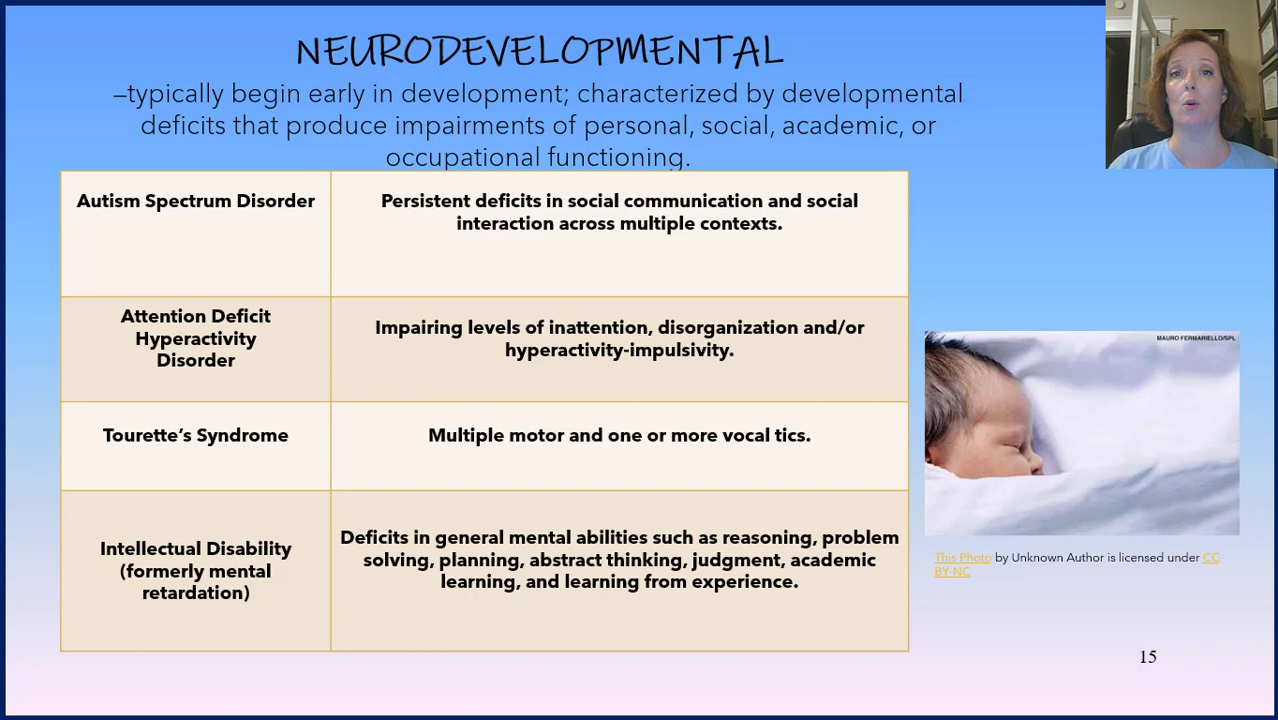 NEURODEVELOPMENTAL
–typically begin early in development; characterized by developmental
deficits that produce impairments of personal, social, academic, or
occupational functioning.
Autism Spectrum Disorder
Persistent deficits in social communication and social
interaction across multiple contexts.
Attention Deficit
Hyperactivity
Disorder
Impairing levels of inattention, disorganization and/or
hyperactivity-impulsivity.
Tourette’s Syndrome
Multiple motor and one or more vocal tics.
Intellectual Disability
(formerly mental
retardation)
Deficits in general mental abilities such as reasoning, problem
solving, planning, abstract thinking, judgment, academic
learning, and learning from experience.
MAURO FERMARIELLO/SPL
This Photo by Unknown Author is licensed under CC
BY NC
15